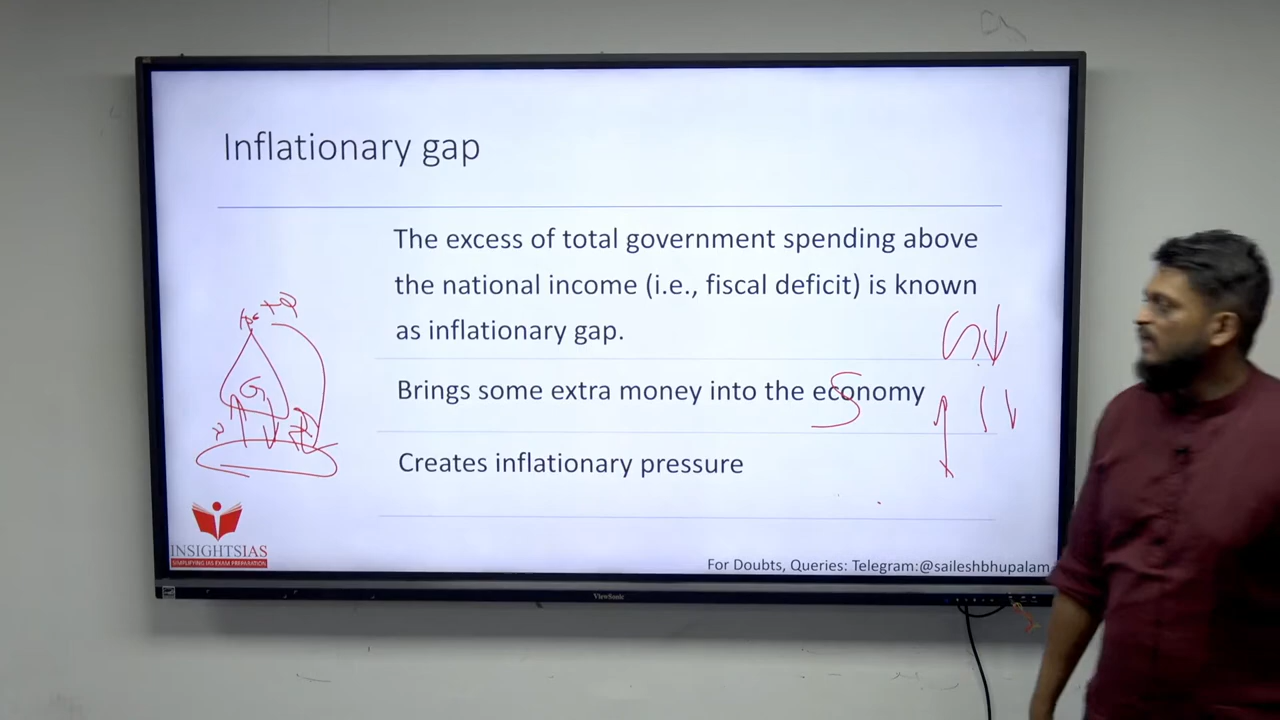 Inflationary gap
The excess of total government spending above
the national income (i.e., fiscal deficit) is known
as inflationary gap.
Brings some extra money into the economy
Creates inflationary pressure
G
S
INSIGHTSIAS
SIMPLIFYING IAS EXAM PREPARATION
For Doubts, Queries: Telegram:@saileshbhupalam
ViewSonic